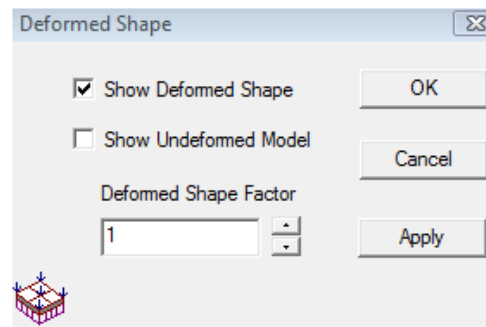 Deformed Shape
Show Deformed Shape
OK
Show Undeformed Model
Cancel
Deformed Shape Factor
1
Apply